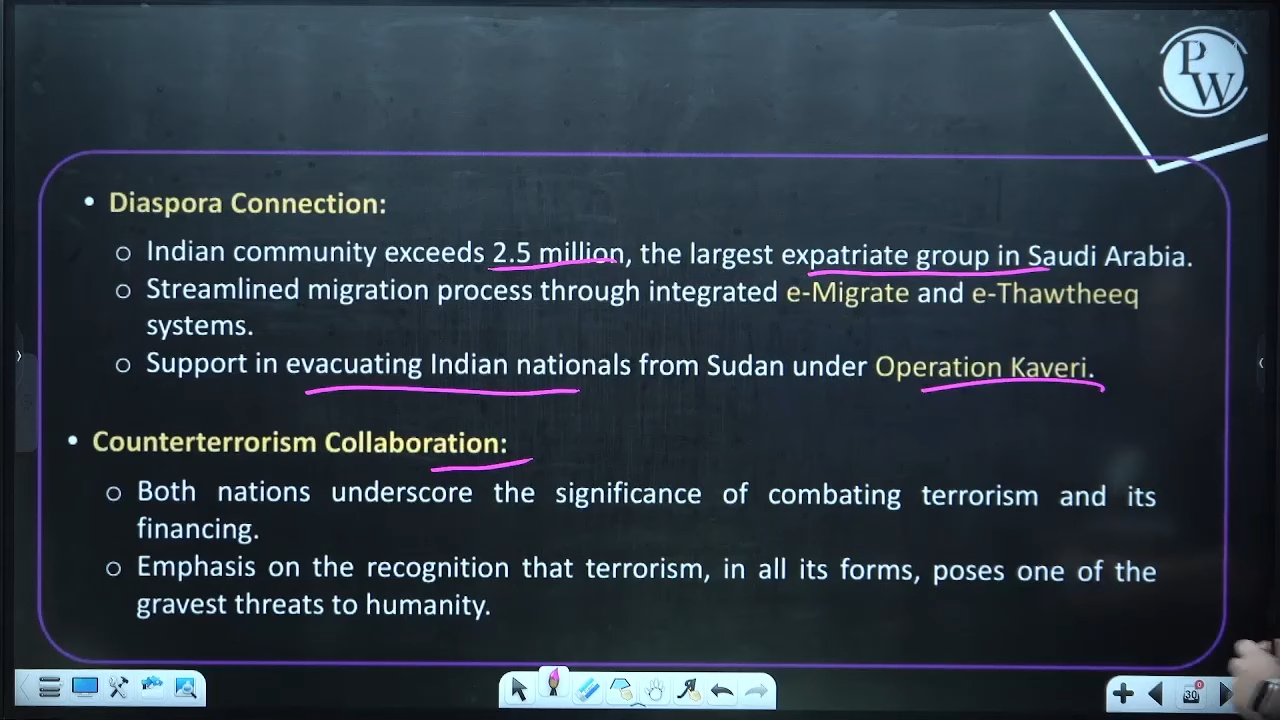 PW
• Diaspora Connection:
o Indian community exceeds 2.5 million, the largest expatriate group in Saudi Arabia.
o Streamlined migration process through integrated e-Migrate and e-Thawtheeq
systems.
o Support in evacuating Indian nationals from Sudan under Operation Kaveri.
• Counterterrorism Collaboration:
o Both nations underscore the significance of combating terrorism and its
financing.
o Emphasis on the recognition that terrorism, in all its forms, poses one of the
gravest threats to humanity.
30